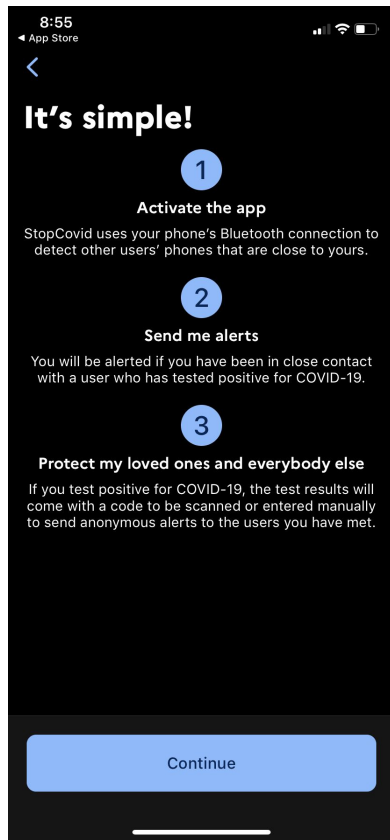 8:55
◀ App Store
It's simple!
1
Activate the app
StopCovid uses your phone's Bluetooth connection to
detect other users' phones that are close to yours.
2
Send me alerts
You will be alerted if you have been in close contact
with a user who has tested positive for COVID-19.
3
Protect my loved ones and everybody else
If you test positive for COVID-19, the test results will
come with a code to be scanned or entered manually
to send anonymous alerts to the users you have met.
Continue